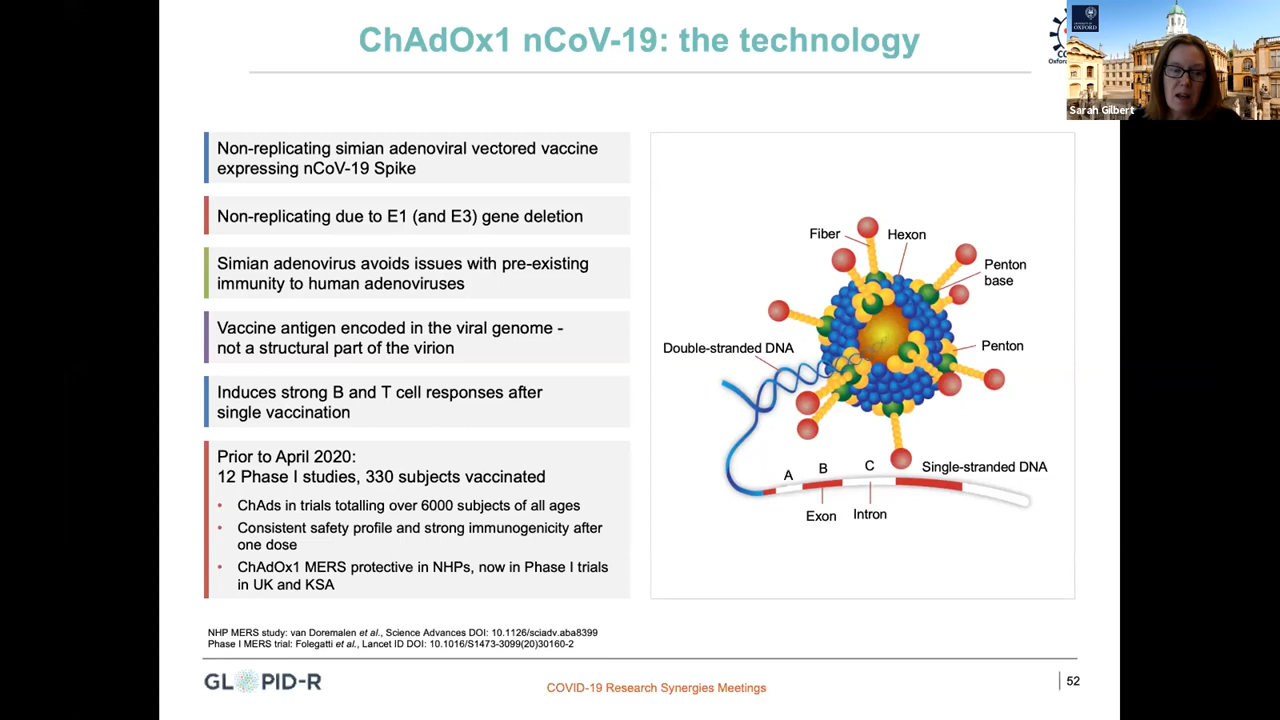 ChAdOx1 nCoV-19: the technology
UNIVERSITY OF
OXFORD
Sarah Gilbert
Non-replicating simian adenoviral vectored vaccine
expressing nCoV-19 Spike
Non-replicating due to E1 (and E3) gene deletion
Simian adenovirus avoids issues with pre-existing
immunity to human adenoviruses
Vaccine antigen encoded in the viral genome -
not a structural part of the virion
Induces strong B and T cell responses after
single vaccination
Prior to April 2020:
12 Phase I studies, 330 subjects vaccinated
• ChAds in trials totalling over 6000 subjects of all ages
• Consistent safety profile and strong immunogenicity after
one dose
• ChAdOx1 MERS protective in NHPs, now in Phase I trials
in UK and KSA
Fiber
Hexon
Penton
base
Penton
Double-stranded DNA
A
B
C
Single-stranded DNA
Exon
Intron
NHP MERS study: van Doremalen et al., Science Advances DOI: 10.1126/sciadv.aba8399
Phase I MERS trial: Folegatti et al., Lancet ID DOI: 10.1016/S1473-3099(20)30160-2
GLOPID-R
COVID-19 Research Synergies Meetings
52